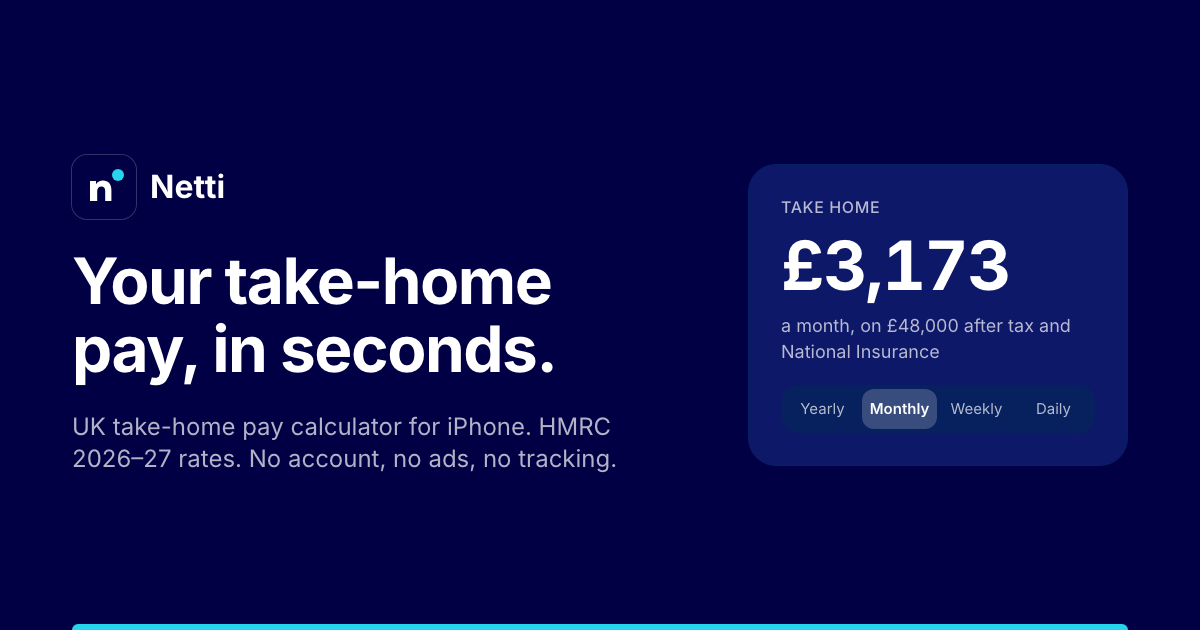 n
Netti
Your take-home
pay, in seconds.
UK take-home pay calculator for iPhone. HMRC
2026–27 rates. No account, no ads, no tracking.
TAKE HOME
£3,173
a month, on £48,000 after tax and
National Insurance
Yearly Monthly Weekly Daily